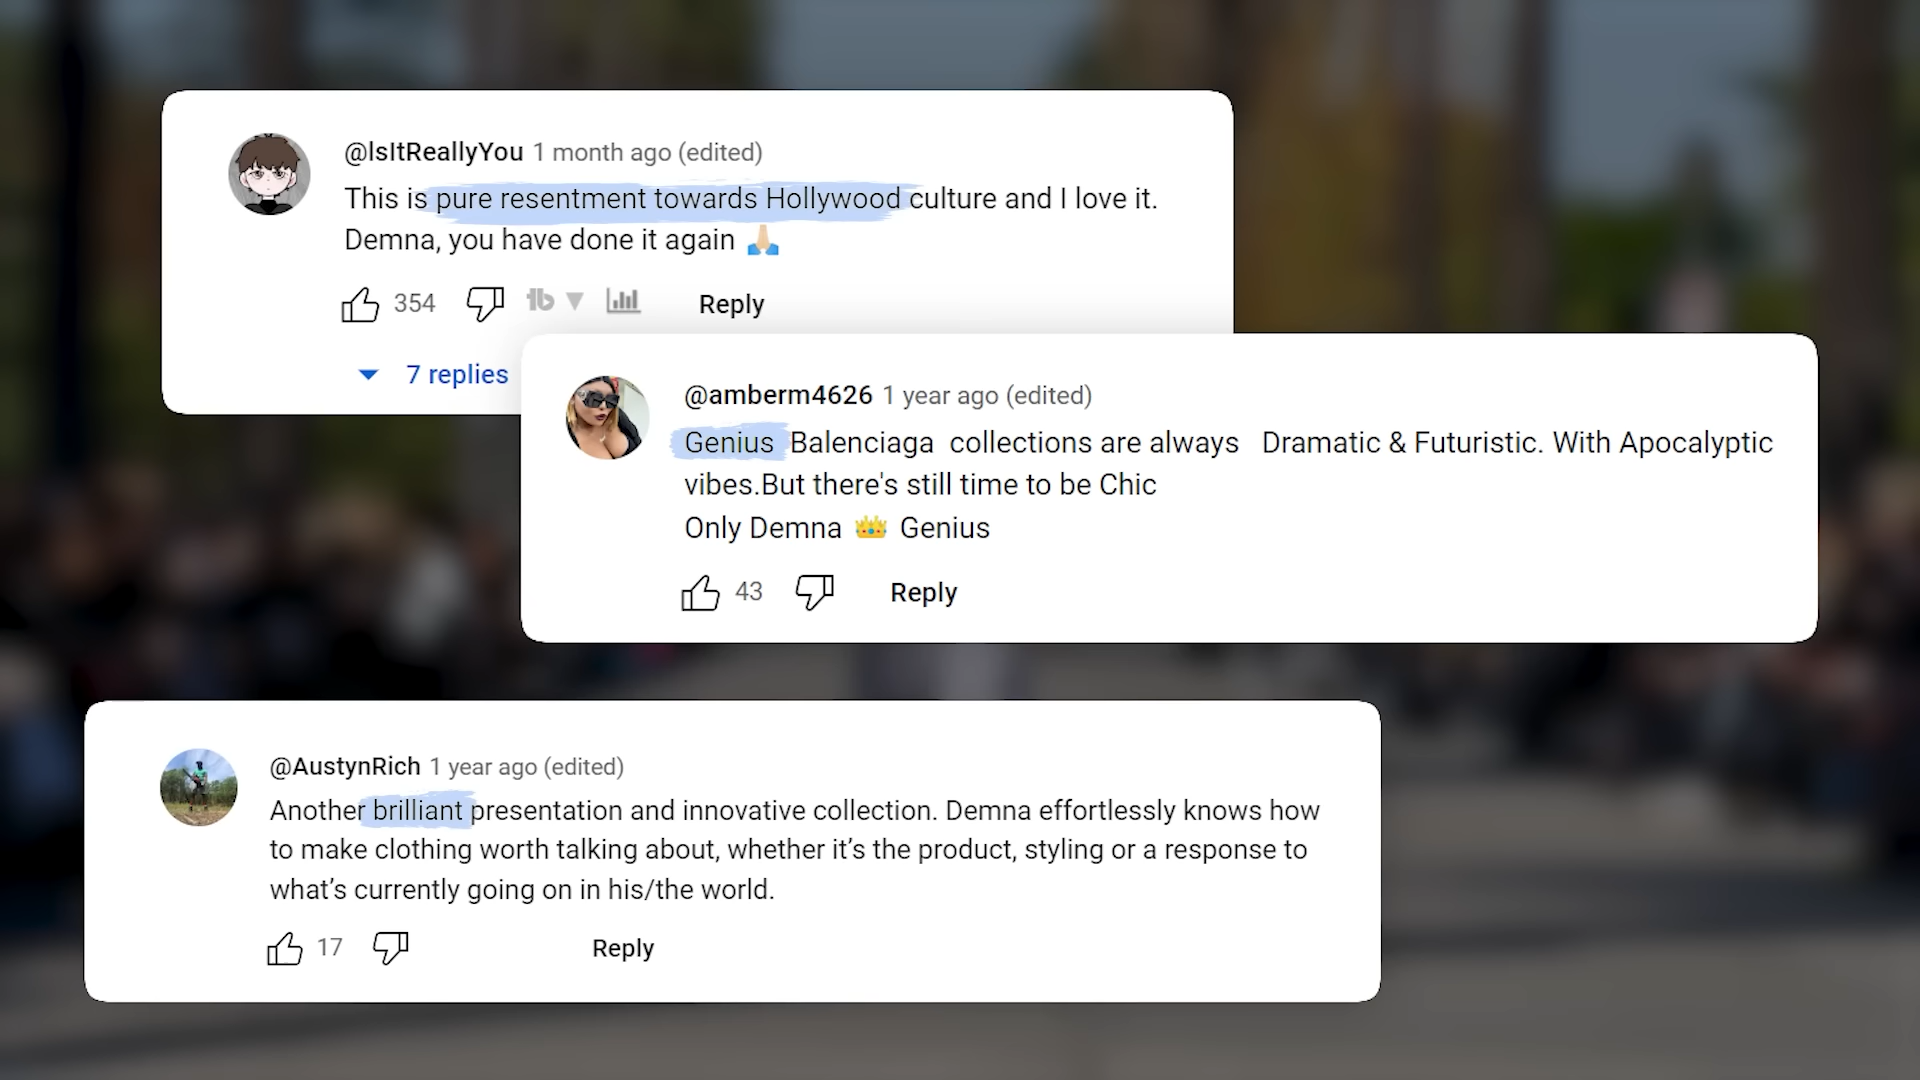 @IsItReallyYou 1 month ago (edited)
This is pure resentment towards Hollywood culture and I love it.
Demna, you have done it again 🙏🏼
354 tb Reply
7 replies
@amberm4626 1 year ago (edited)
Genius Balenciaga collections are always Dramatic & Futuristic. With Apocalyptic
vibes.But there's still time to be Chic
Only Demna 👑 Genius
43 Reply
@AustynRich 1 year ago (edited)
Another brilliant presentation and innovative collection. Demna effortlessly knows how
to make clothing worth talking about, whether it’s the product, styling or a response to
what’s currently going on in his/the world.
17 Reply